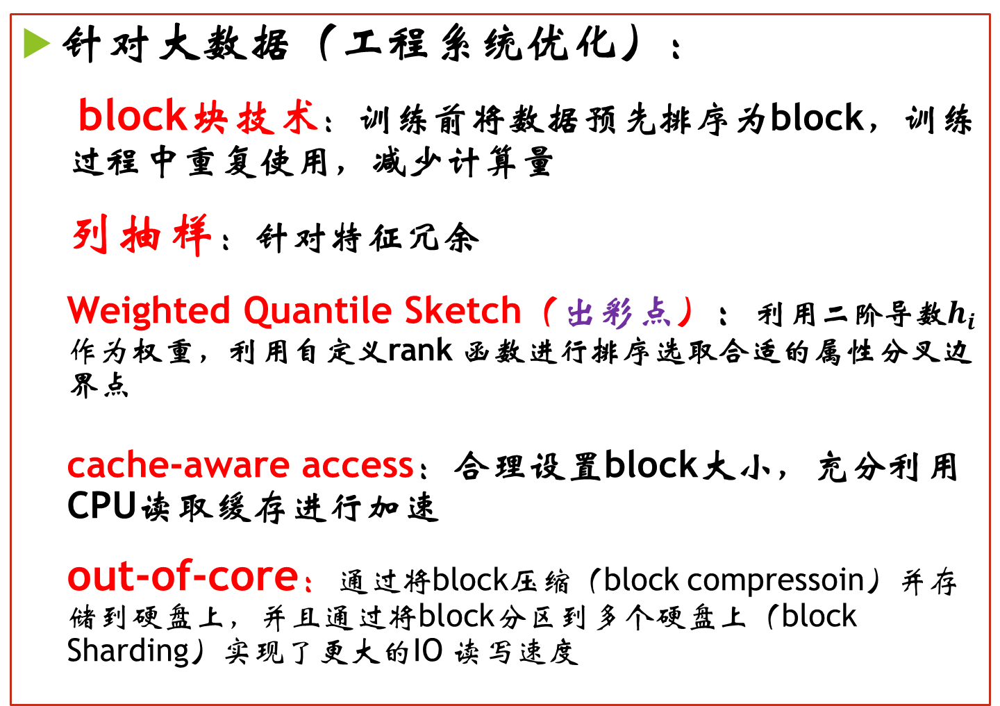 针对大数据（工程系统优化）：
block块技术：训练前将数据预先排序为block，训练
过程中重复使用，减少计算量
列抽样：针对特征冗余
Weighted Quantile Sketch（出彩点）：利用二阶导数hᵢ
作为权重，利用自定义rank 函数进行排序选取合适的属性分叉边
界点
cache-aware access：合理设置block大小，充分利用
CPU读取缓存进行加速
out-of-core：通过将block压缩（block compressoin）并存
储到硬盘上，并且通过将block分区到多个硬盘上（block
Sharding）实现了更大的IO 读写速度